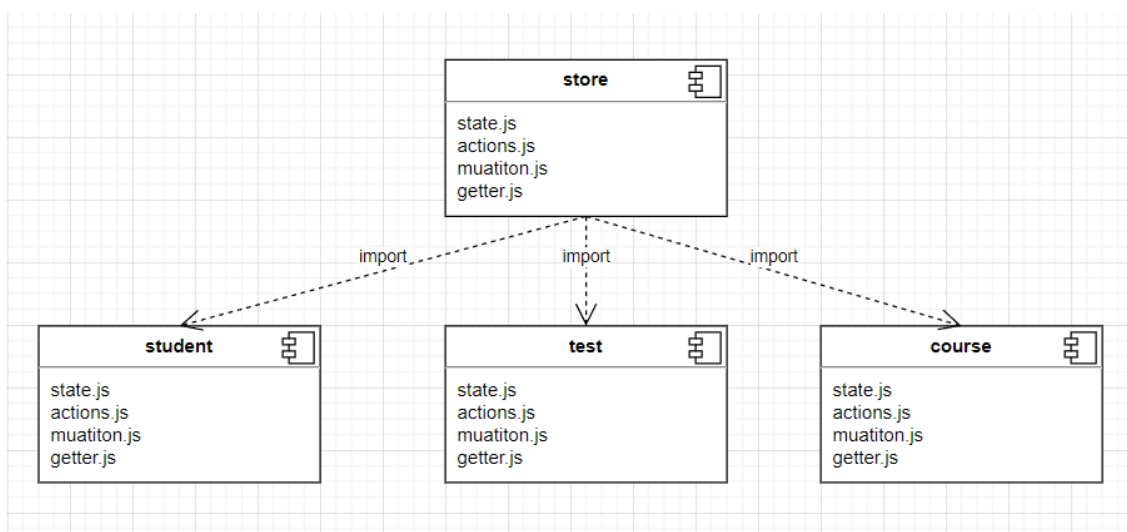 store
state.js
actions.js
muatiton.js
getter.js
import
import
import
student
state.js
actions.js
muatiton.js
getter.js
test
state.js
actions.js
muatiton.js
getter.js
course
state.js
actions.js
muatiton.js
getter.js